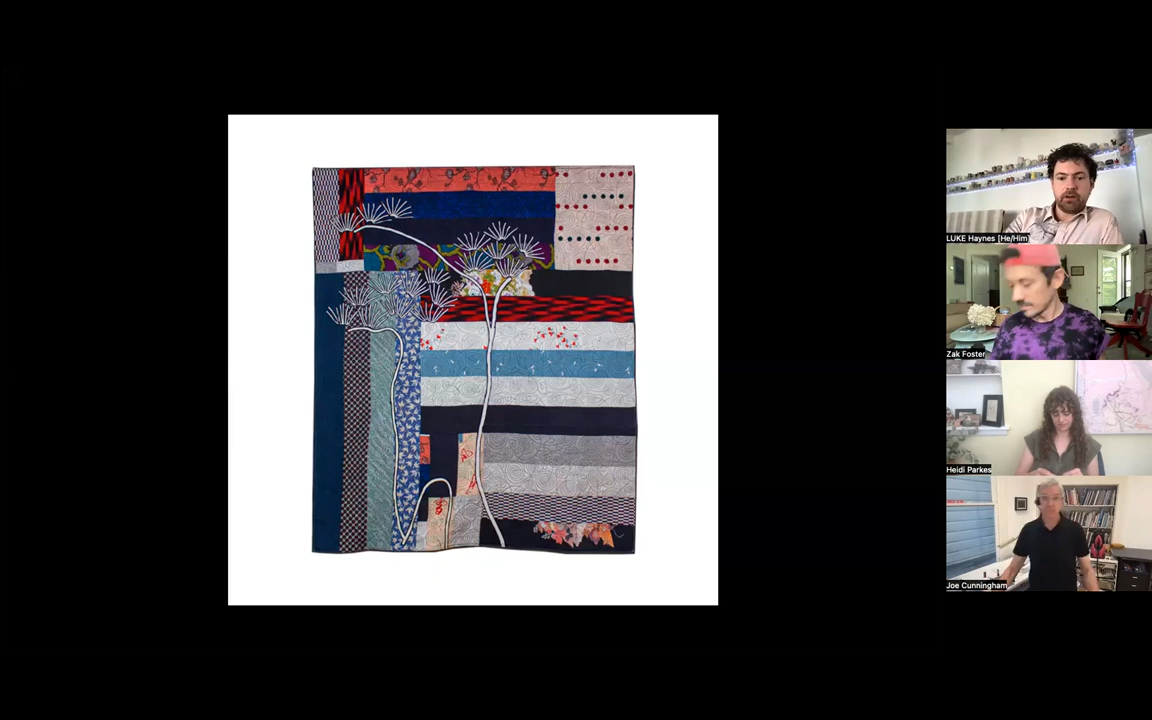 LUKE Haynes [He/Him]
Zak Foster
Heidi Parkes
Joe Cunningham